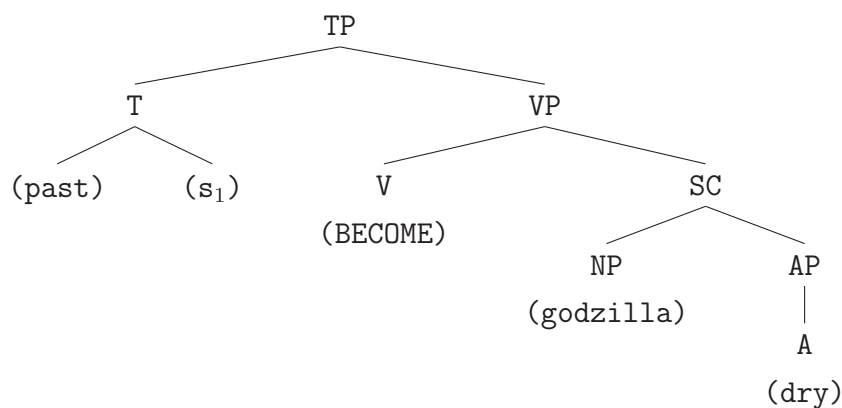 TP
T VP
(past) (s₁) V SC
(BECOME)
NP AP
(godzilla)
A
(dry)